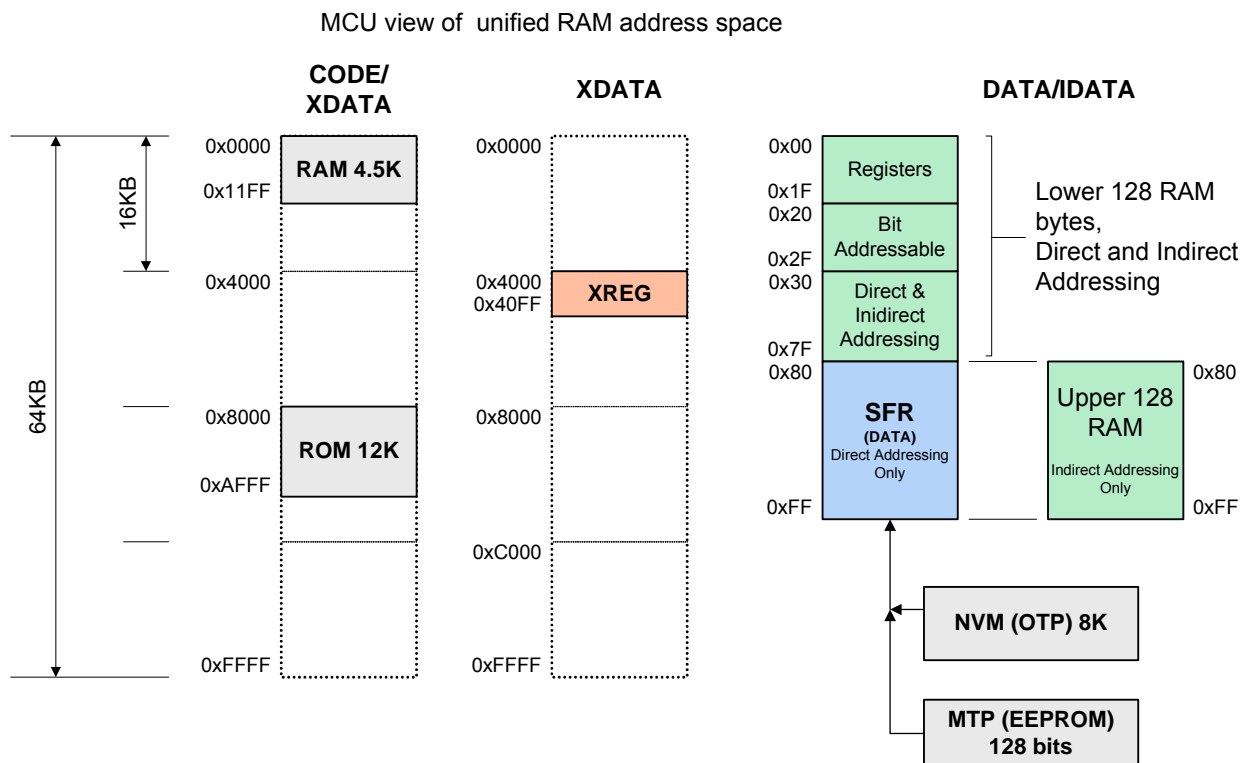 MCU view of  unified RAM address space
CODE/
XDATA
XDATA
DATA/IDATA
64KB
16KB
0x0000
RAM 4.5K
0x11FF
0x4000
0x8000
ROM 12K
0xAFFF
0xFFFF
0x0000
0x4000
XREG
0x40FF
0x8000
0xC000
0xFFFF
0x00
Registers
0x1F
0x20
Bit
Addressable
0x2F
0x30
Direct &
Inidirect
Addressing
0x7F
0x80
SFR
(DATA)
Direct Addressing
Only
0xFF
Lower 128 RAM
bytes,
Direct and Indirect
Addressing
0x80
Upper 128
RAM
Indirect Addressing
Only
0xFF
NVM (OTP) 8K
MTP (EEPROM)
128 bits